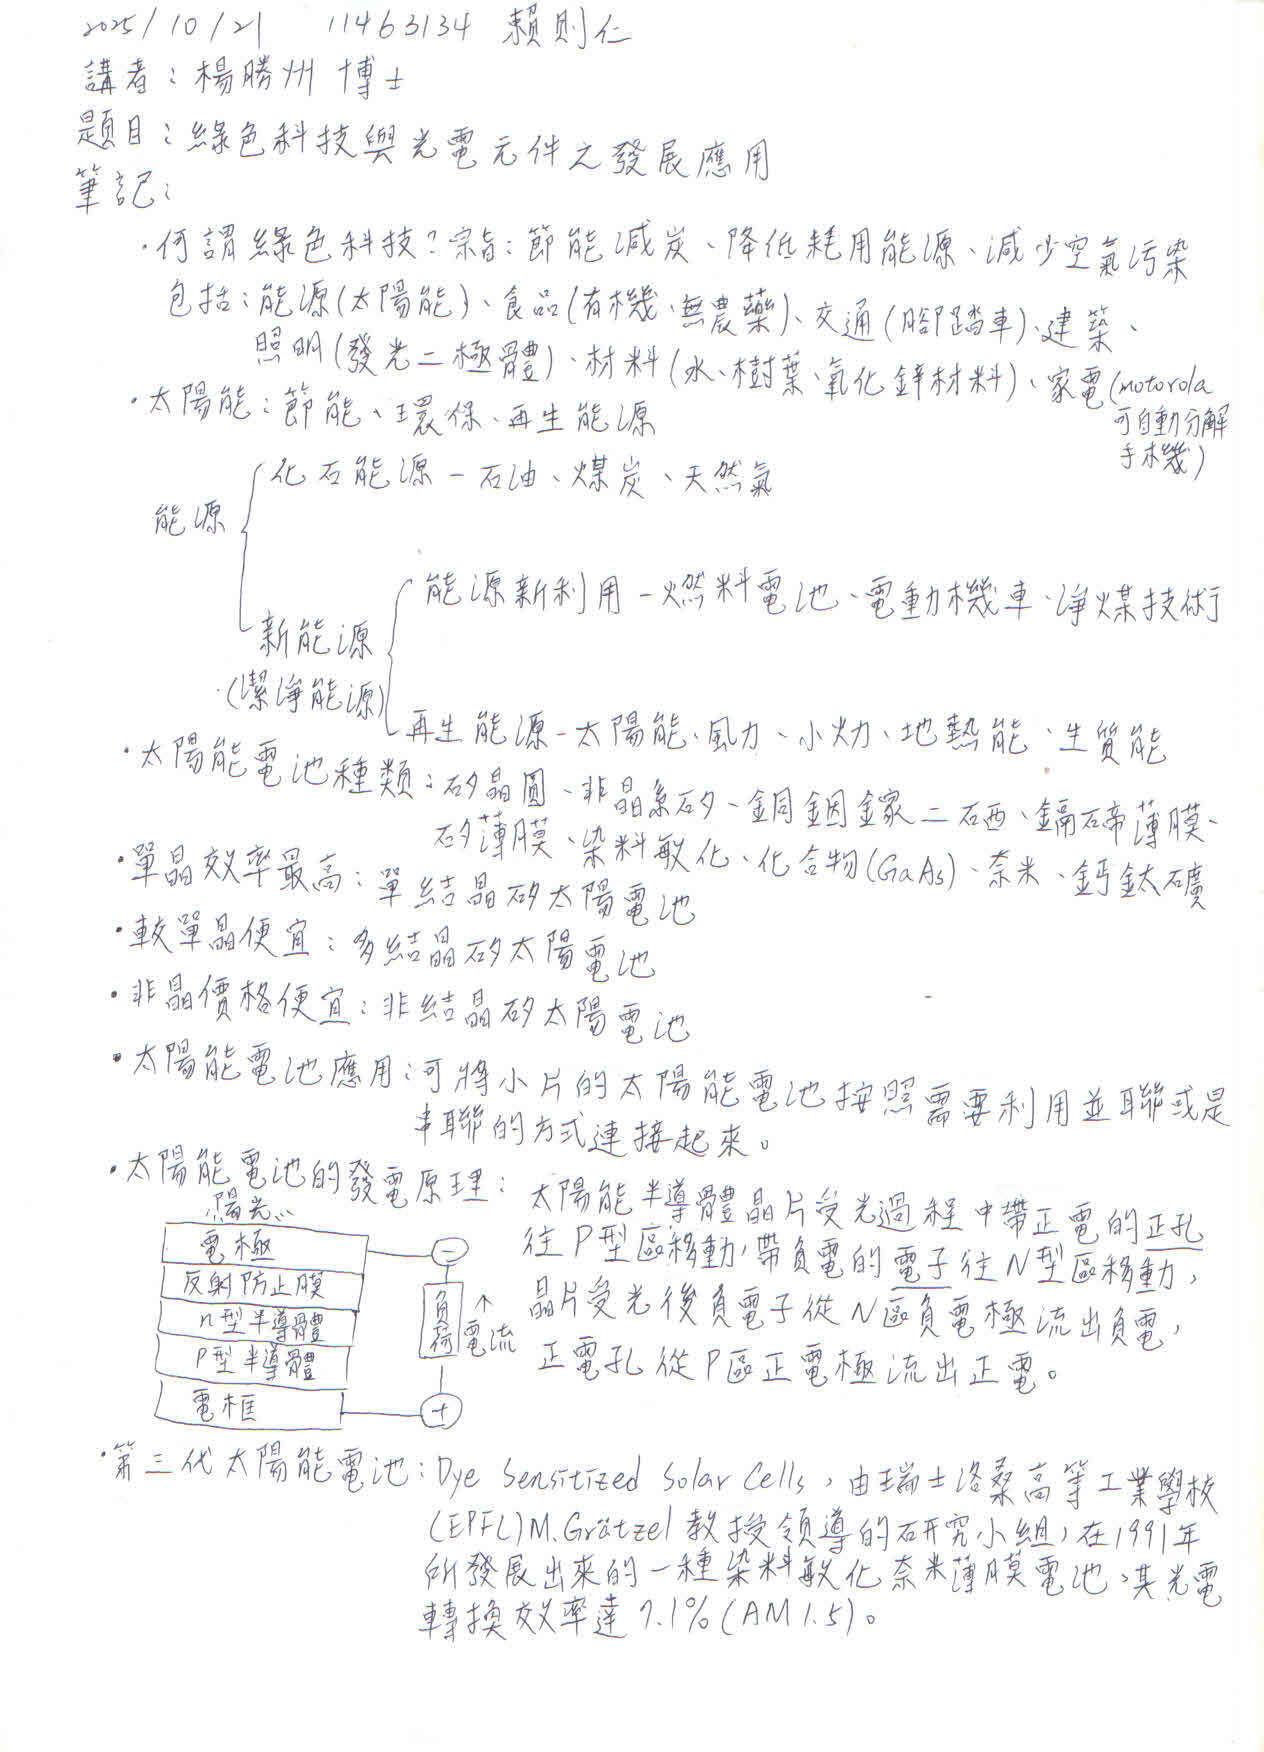 2025/10/21 11463134 賴則仁
講者：楊勝州 博士
題目：綠色科技與光電元件之發展應用
筆記：
・何謂綠色科技？宗旨：節能減炭、降低耗用能源、減少空氣污染
包括：能源(太陽能)、食品(有機、無農藥)、交通(腳踏車)、建築、
照明(發光二極體)、材料(水、樹葉、氧化鋅材料)、家電(motorola
可自動分解
手機)
・太陽能：節能、環保、再生能源
能源
化石能源－石油、煤炭、天然氣
新能源
(潔淨能源)
能源新利用－燃料電池、電動機車、淨煤技術
再生能源－太陽能、風力、小水力、地熱能、生質能
・太陽能電池種類：矽晶圓、非晶系矽、銅銦鎵二硒、鎘碲薄膜、
矽薄膜、染料敏化、化合物(GaAs)、奈米、鈣鈦礦
・單晶效率最高：單結晶矽太陽電池
・較單晶便宜：多結晶矽太陽電池
・非晶價格便宜：非結晶矽太陽電池
・太陽能電池應用：可將小片的太陽能電池按照需要利用並聯或是
串聯的方式連接起來。
・太陽能電池的發電原理：太陽能半導體晶片受光過程中帶正電的正孔
往P型區移動，帶負電的電子往N型區移動，
晶片受光後負電子從N區負電極流出負電，
正電孔從P區正電極流出正電。
陽光
電極
反射防止膜
n型半導體
P型半導體
電極
－
負荷
↑
電流
＋
・第三代太陽能電池：Dye Sensitized Solar Cells，由瑞士洛桑高等工業學校
(EPFL)M.Grätzel教授領導的研究小組，在1991年
所發展出來的一種染料敏化奈米薄膜電池，其光電
轉換效率達7.1%(AM1.5)。